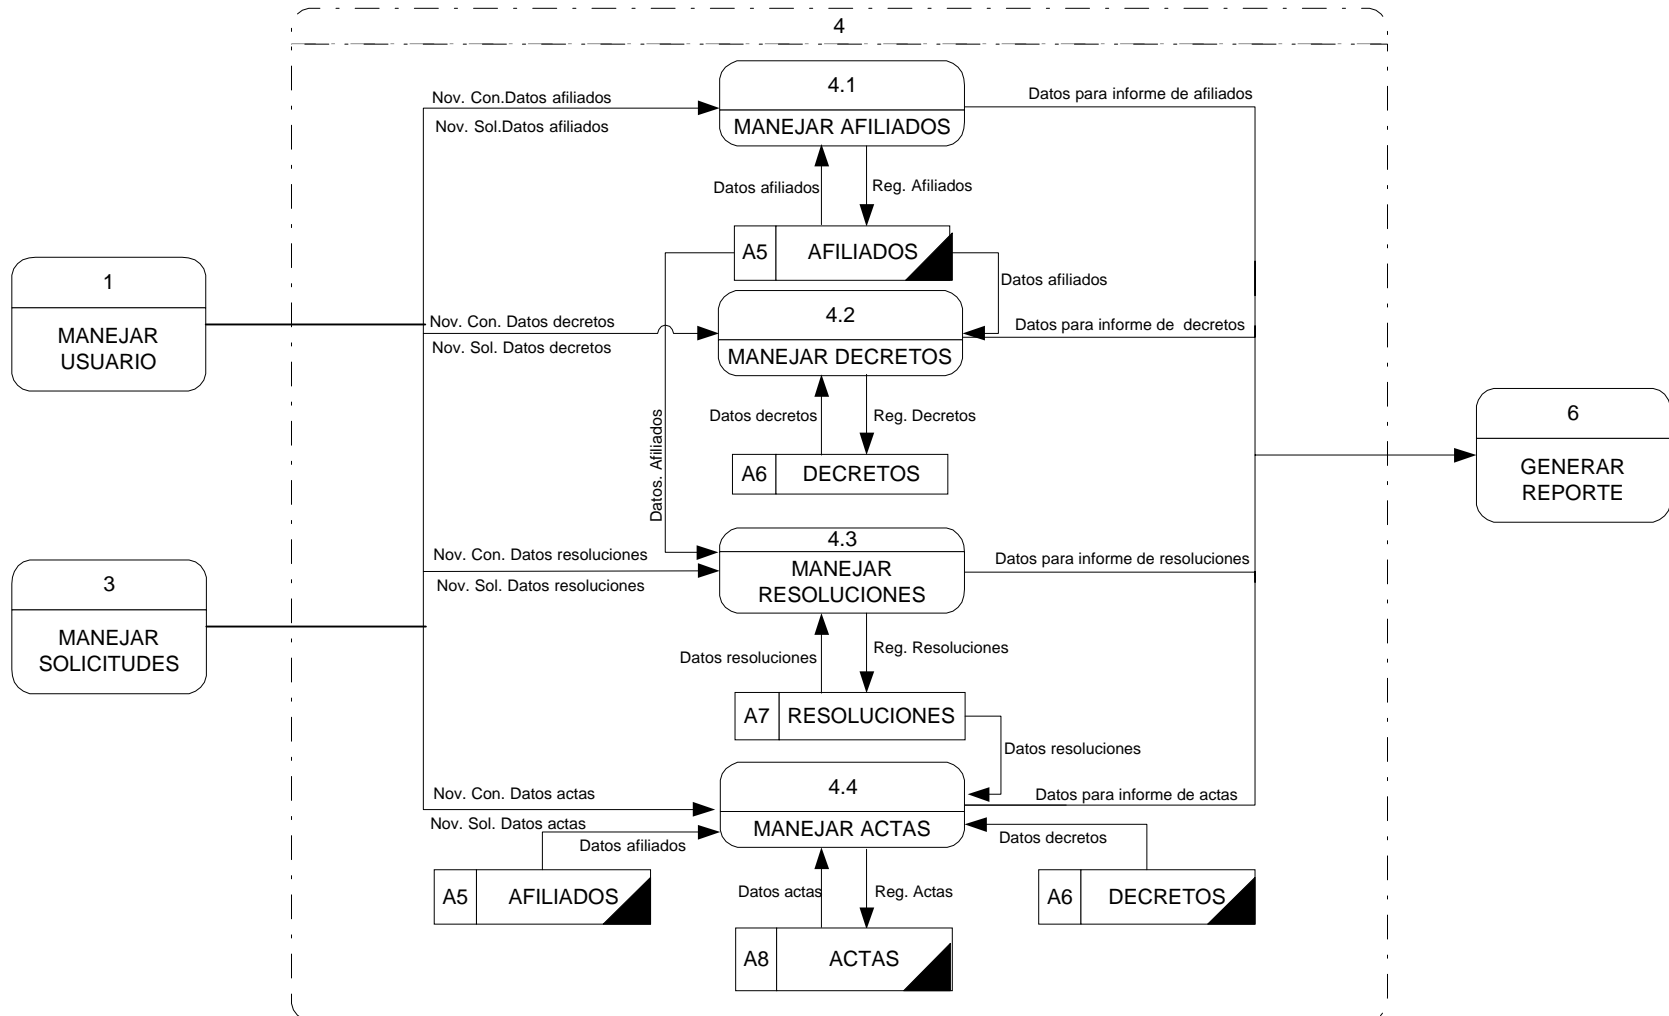 4
4.1
MANEJAR AFILIADOS
Nov. Con.Datos afiliados
Nov. Sol.Datos afiliados
Datos para informe de afiliados
Datos afiliados
Reg. Afiliados
A5
AFILIADOS
Datos afiliados
1
MANEJAR
USUARIO
4.2
MANEJAR DECRETOS
Nov. Con. Datos decretos
Nov. Sol. Datos decretos
Datos para informe de  decretos
Datos decretos
Reg. Decretos
Datos. Afiliados
A6
DECRETOS
6
GENERAR
REPORTE
4.3
MANEJAR
RESOLUCIONES
Nov. Con. Datos resoluciones
Nov. Sol. Datos resoluciones
Datos para informe de resoluciones
3
MANEJAR
SOLICITUDES
Datos resoluciones
Reg. Resoluciones
A7
RESOLUCIONES
Datos resoluciones
4.4
MANEJAR ACTAS
Nov. Con. Datos actas
Nov. Sol. Datos actas
Datos para informe de actas
Datos afiliados
Datos decretos
A5
AFILIADOS
Datos actas
Reg. Actas
A6
DECRETOS
A8
ACTAS